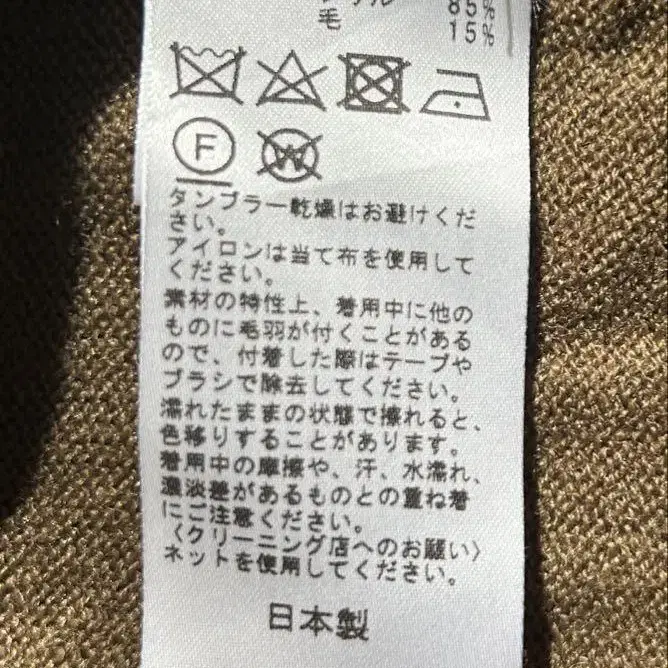 85%
毛 15%
F
W
タンブラー乾燥はお避けくだ
さい。
アイロンは当て布を使用して
ください。
素材の特性上、着用中に他の
ものに毛羽が付くことがある
ので、付着した際はテープや
ブラシで除去してください。
濡れたままの状態で擦れると、
色移りすることがあります。
着用中の摩擦や、汗、水濡れ、
濃淡差があるものとの重ね着
にご注意ください。
〈クリーニング店へのお願い〉
ネットを使用してください。
日本製